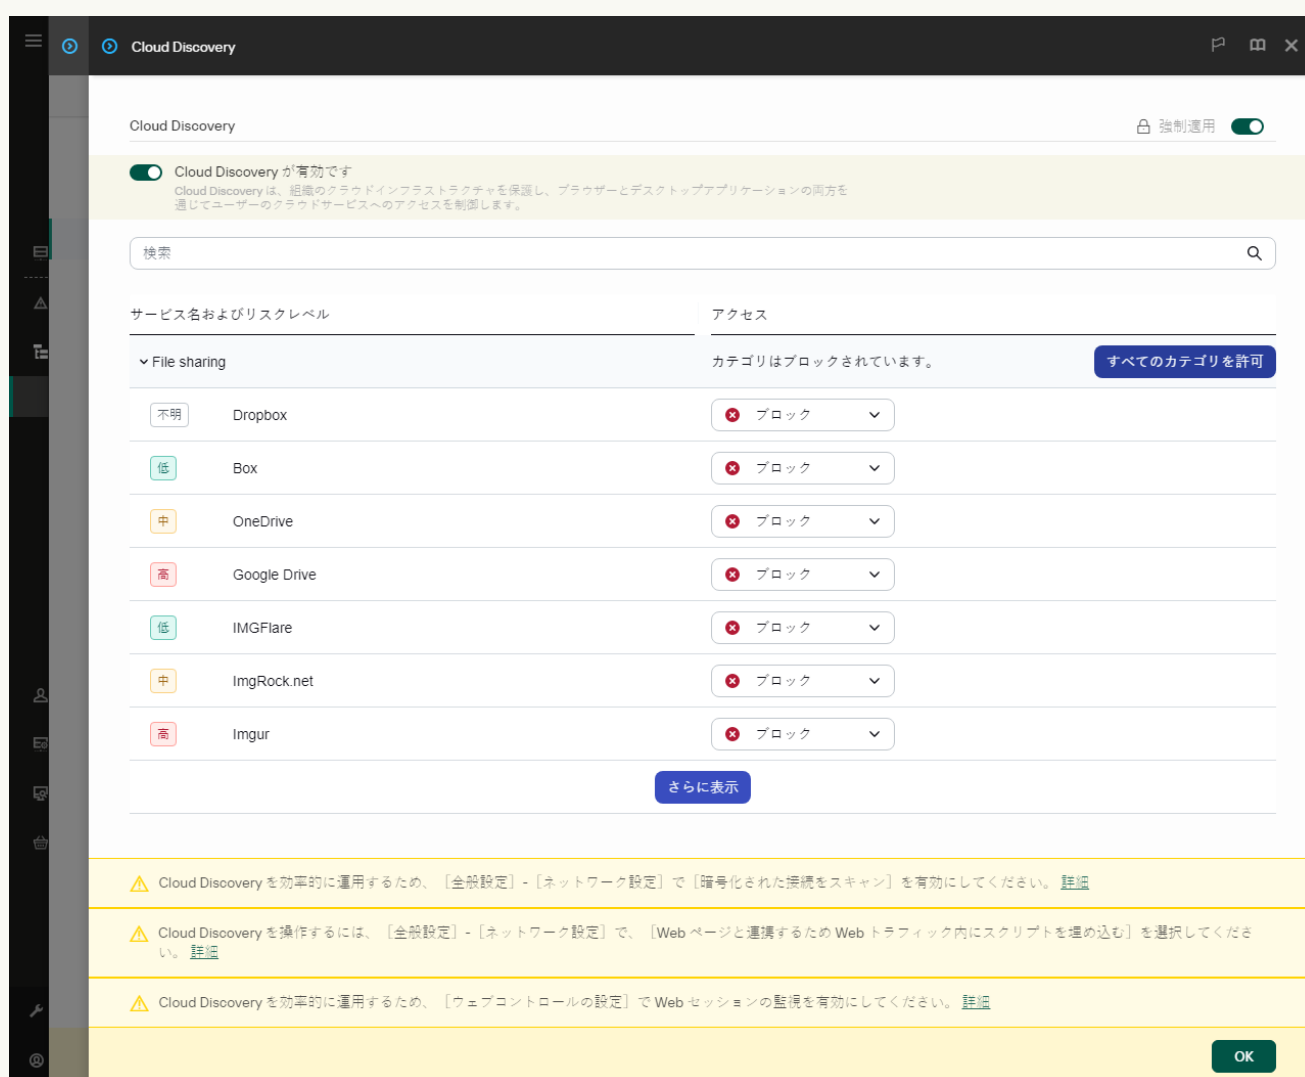 Cloud Discovery
Cloud Discovery
強制適用
Cloud Discovery が有効です
Cloud Discovery は、組織のクラウドインフラストラクチャを保護し、ブラウザーとデスクトップアプリケーションの両方を
通じてユーザーのクラウドサービスへのアクセスを制御します。
検索
サービス名およびリスクレベル
アクセス
File sharing
カテゴリはブロックされています。
すべてのカテゴリを許可
不明 Dropbox ブロック
低 Box ブロック
中 OneDrive ブロック
高 Google Drive ブロック
低 IMGFlare ブロック
中 ImgRock.net ブロック
高 Imgur ブロック
さらに表示
Cloud Discovery を効率的に運用するため、［全般設定］-［ネットワーク設定］で［暗号化された接続をスキャン］を有効にしてください。 詳細
Cloud Discovery を操作するには、［全般設定］-［ネットワーク設定］で、［Web ページと連携するため Web トラフィック内にスクリプトを埋め込む］を選択してくださ
い。 詳細
Cloud Discovery を効率的に運用するため、［ウェブコントロールの設定］で Web セッションの監視を有効にしてください。 詳細
OK